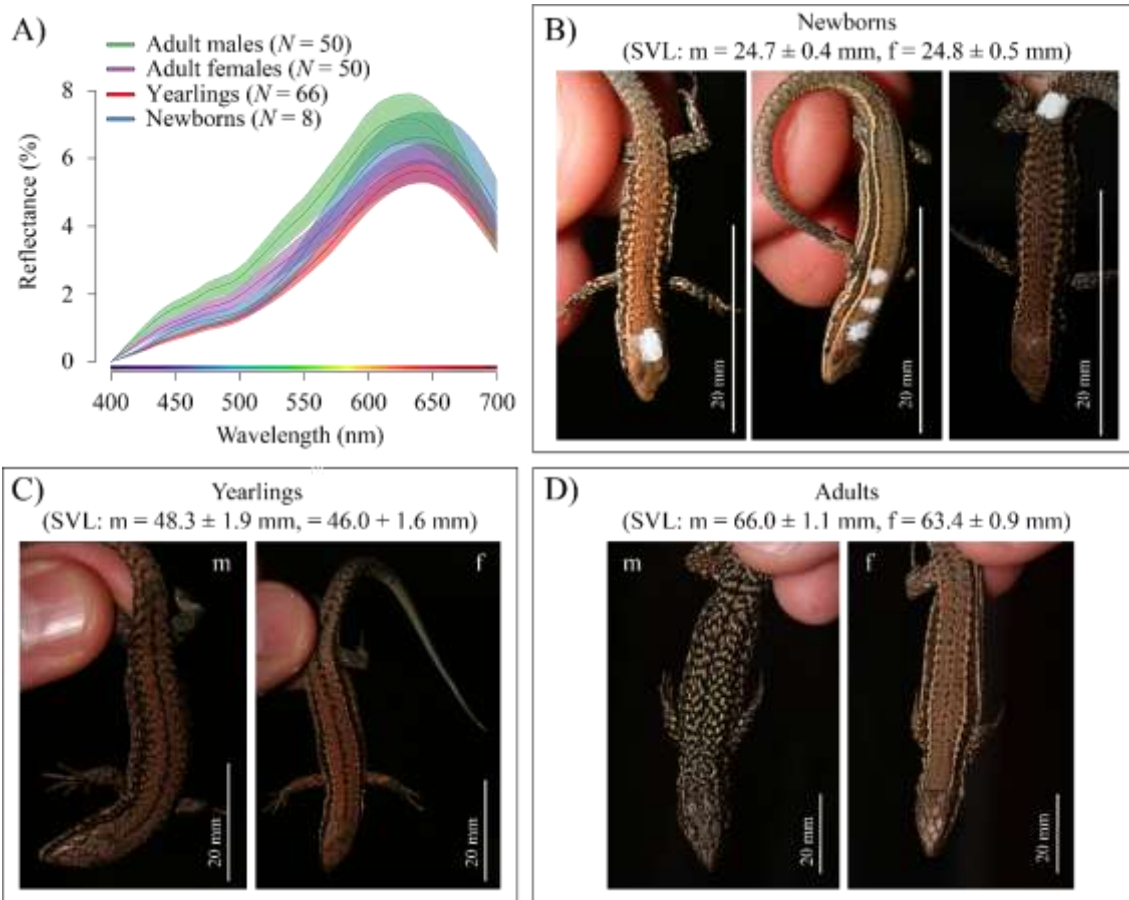 A)
Adult males (N = 50)
Adult females (N = 50)
Yearlings (N = 66)
Newborns (N = 8)
8
6
4
2
0
Reflectance (%)
400 450 500 550 600 650 700
Wavelength (nm)
B)
Newborns
(SVL: m = 24.7 ± 0.4 mm, f = 24.8 ± 0.5 mm)
20 mm
20 mm
20 mm
C)
Yearlings
(SVL: m = 48.3 ± 1.9 mm, = 46.0 + 1.6 mm)
m
20 mm
f
20 mm
D)
Adults
(SVL: m = 66.0 ± 1.1 mm, f = 63.4 ± 0.9 mm)
m
20 mm
f
20 mm